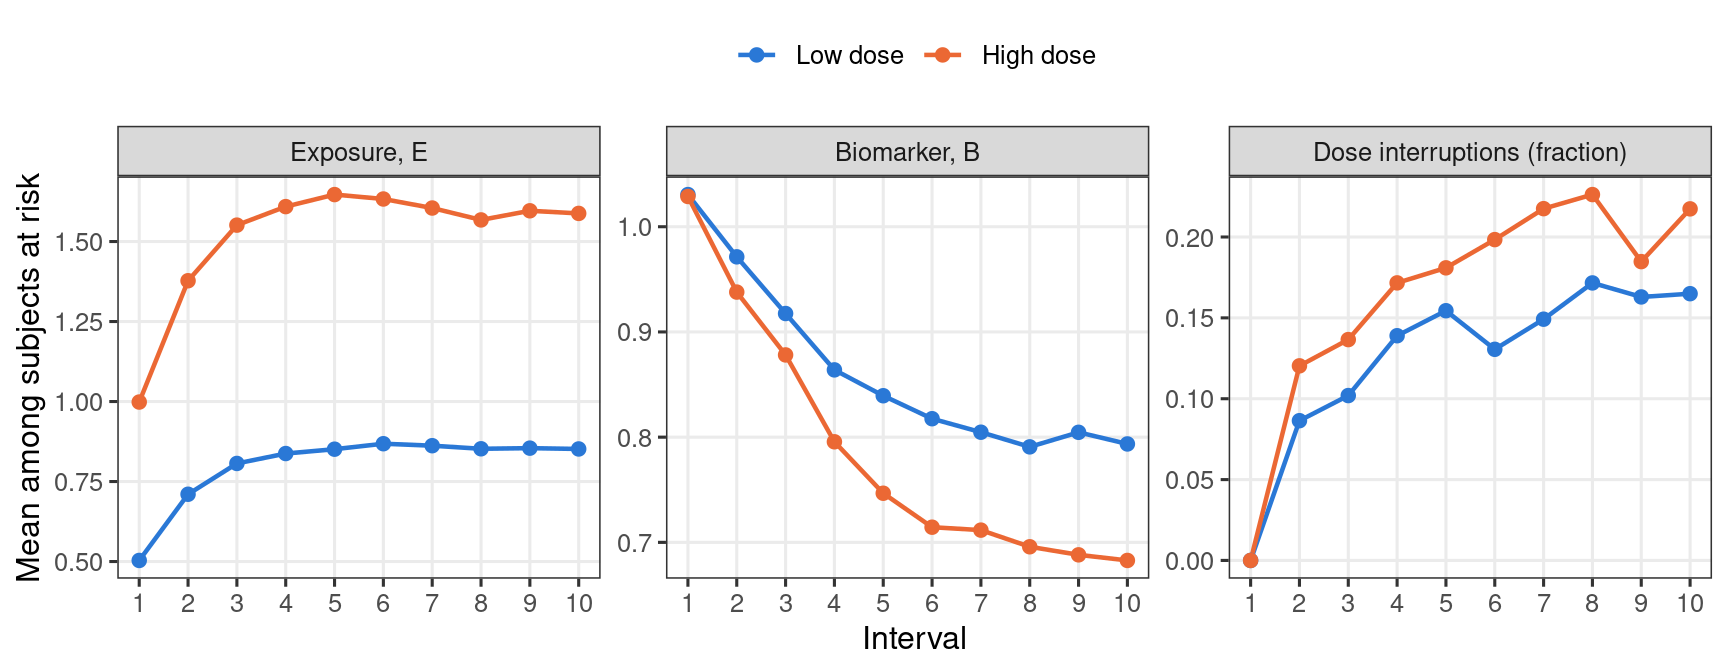 Low dose High dose
Exposure, E
Biomarker, B
Dose interruptions (fraction)
Mean among subjects at risk
1.50
1.25
1.00
0.75
0.50
1.0
0.9
0.8
0.7
0.20
0.15
0.10
0.05
0.00
1 2 3 4 5 6 7 8 9 10
1 2 3 4 5 6 7 8 9 10
1 2 3 4 5 6 7 8 9 10
Interval